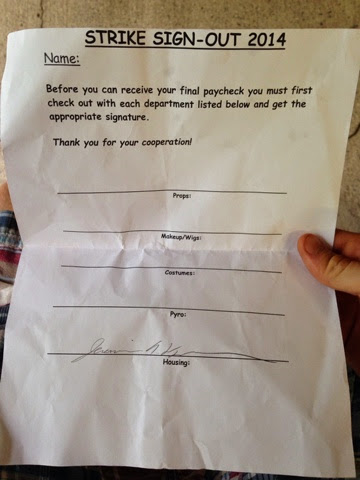 STRIKE SIGN-OUT 2014
Name:
Before you can receive your final paycheck you must first
check out with each department listed below and get the
appropriate signature.
Thank you for your cooperation!
Props:
Makeup/Wigs:
Costumes:
Pyro:
Housing: